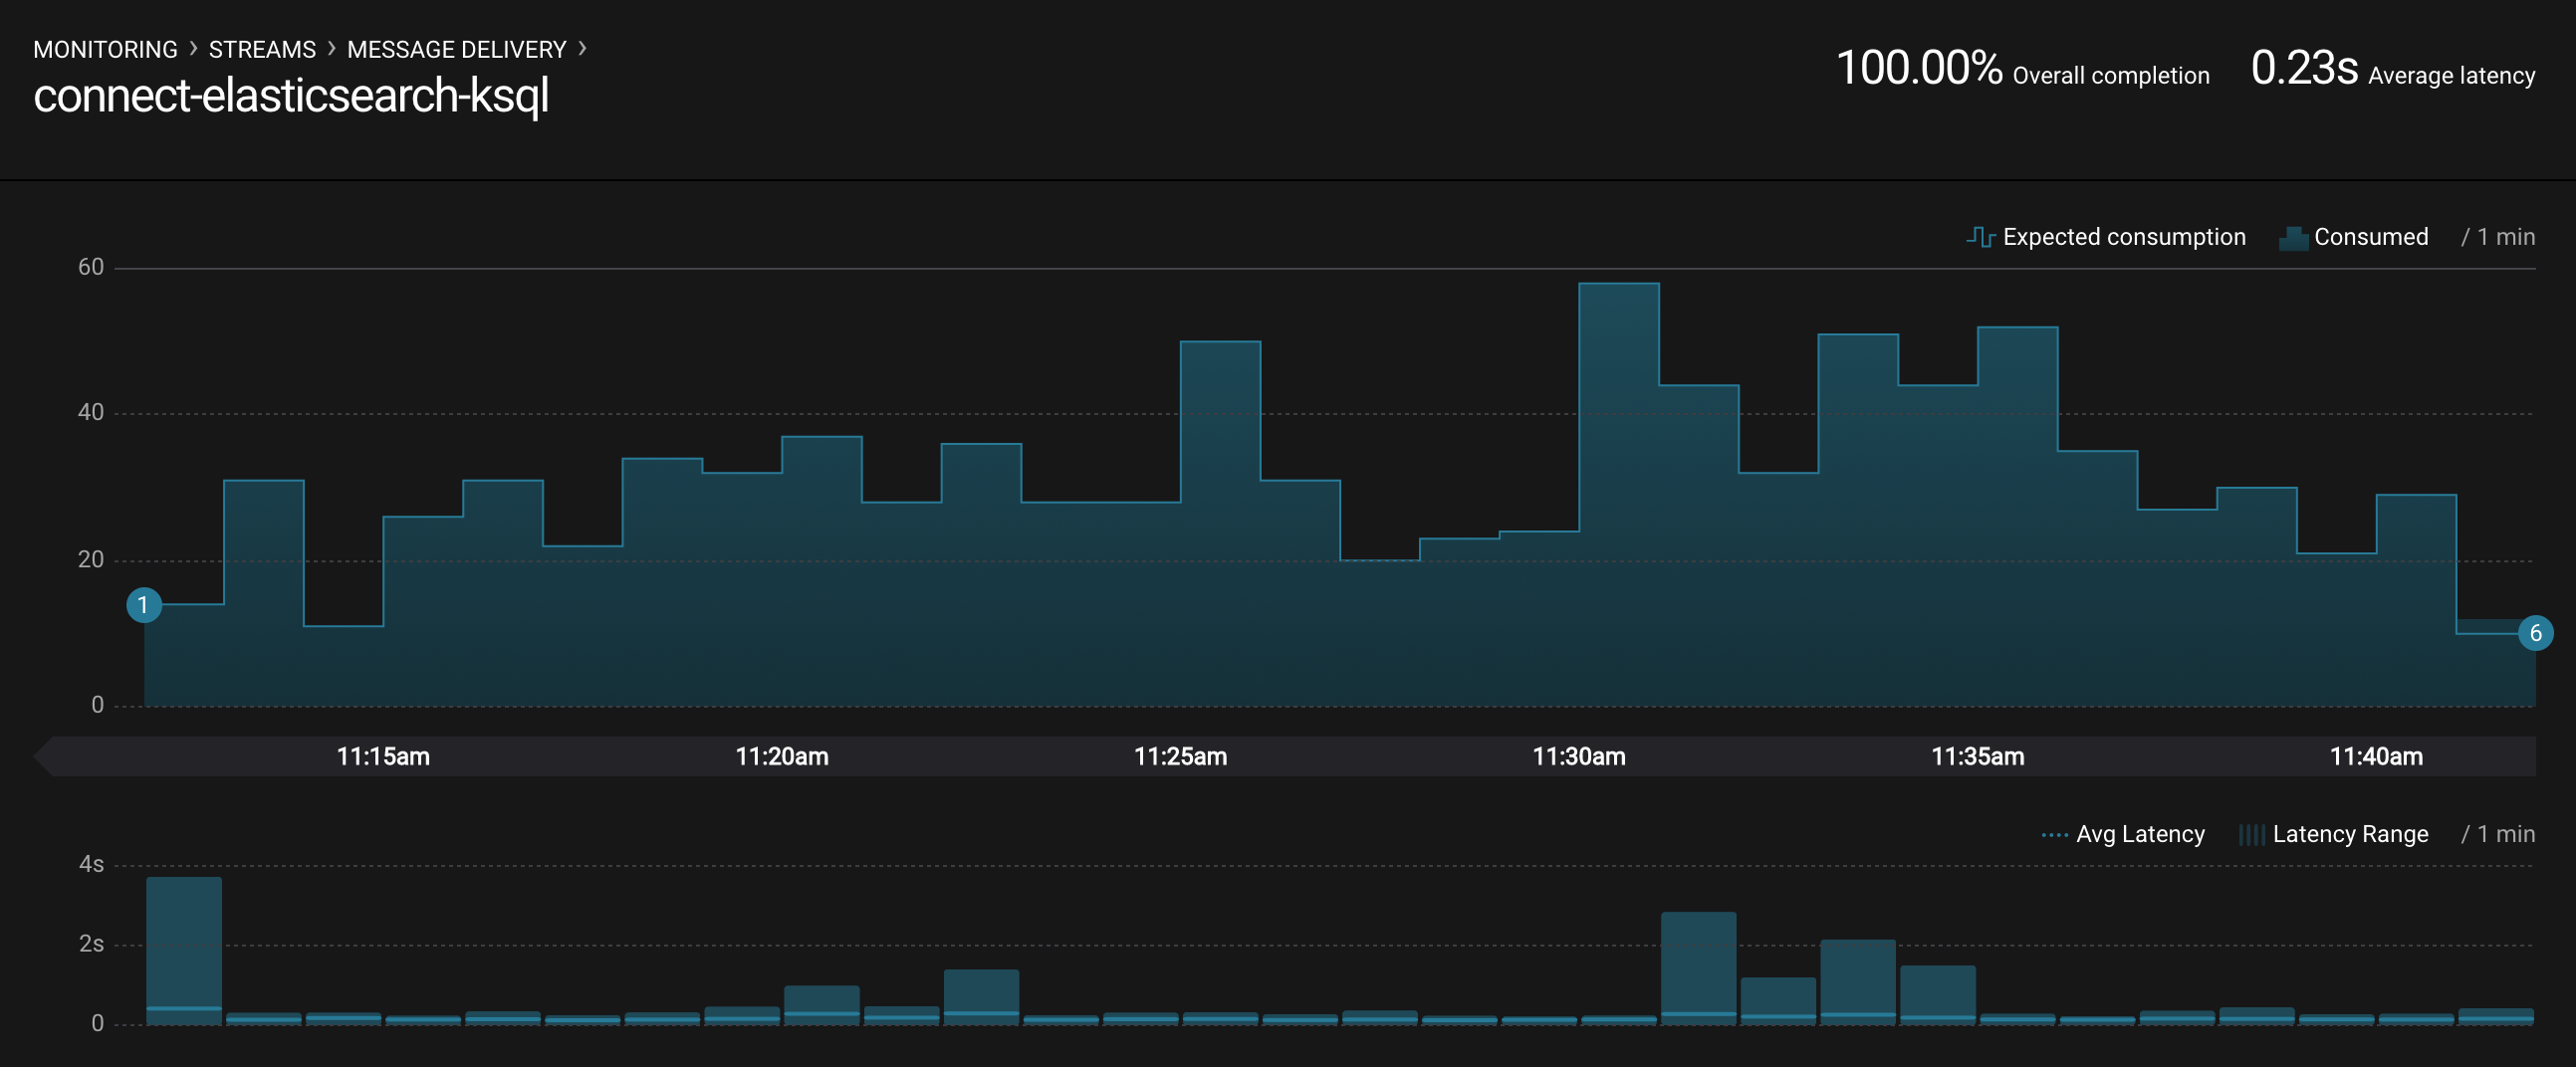 MONITORING › STREAMS › MESSAGE DELIVERY ›
connect-elasticsearch-ksql
100.00% Overall completion 0.23s Average latency
Expected consumption Consumed / 1 min
60
40
20
0
1
6
11:15am 11:20am 11:25am 11:30am 11:35am 11:40am
Avg Latency Latency Range / 1 min
4s
2s
0